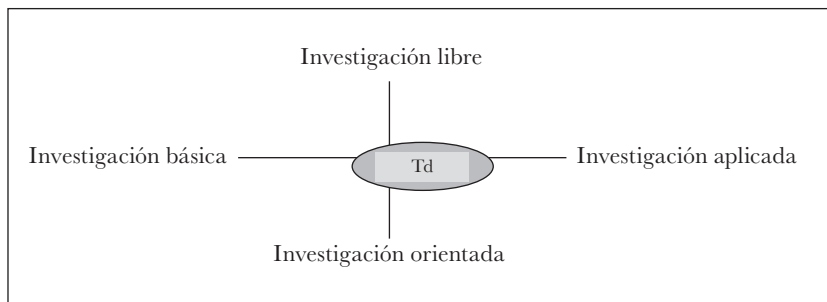 Investigación libre
Investigación básica
Td
Investigación aplicada
Investigación orientada